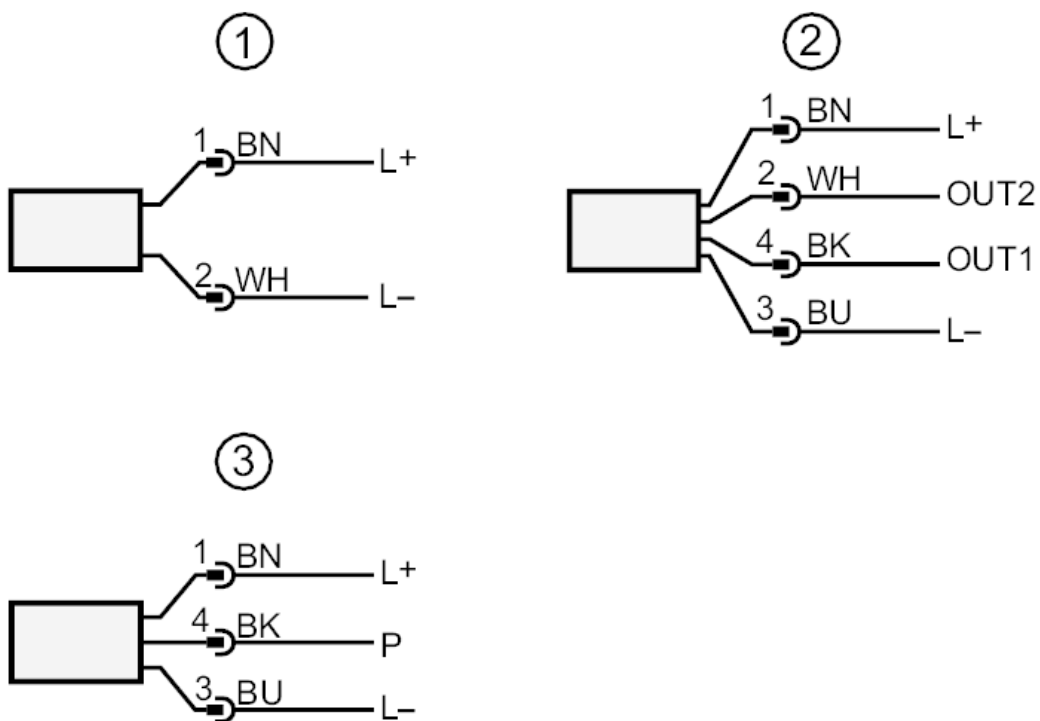 1
1 BN L+
2 WH L–
2
1 BN L+
2 WH OUT2
4 BK OUT1
3 BU L–
3
1 BN L+
4 BK P
3 BU L–